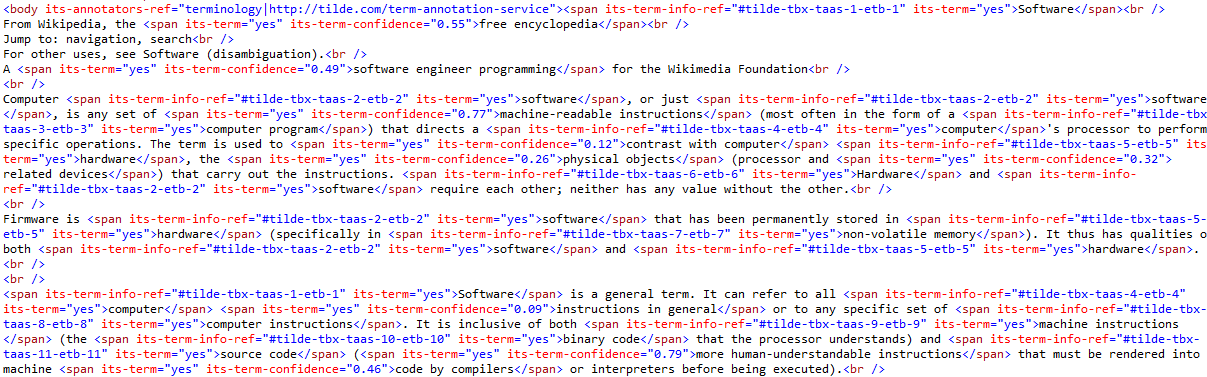 <body its-annotators-ref="terminology|http://tilde.com/term-annotation-service"><span its-term-info-ref="#tilde-tbx-taas-1-etb-1" its-term="yes">Software</span><br />
From Wikipedia, the <span its-term="yes" its-term-confidence="0.55">free encyclopedia</span><br />
Jump to: navigation, search<br />
For other uses, see Software (disambiguation).<br />
A <span its-term="yes" its-term-confidence="0.49">software engineer programming</span> for the Wikimedia Foundation<br />
<br />
Computer <span its-term-info-ref="#tilde-tbx-taas-2-etb-2" its-term="yes">software</span>, or just <span its-term-info-ref="#tilde-tbx-taas-2-etb-2" its-term="yes">software
</span>, is any set of <span its-term="yes" its-term-confidence="0.77">machine-readable instructions</span> (most often in the form of a <span its-term-info-ref="#tilde-tbx-
taas-3-etb-3" its-term="yes">computer program</span>) that directs a <span its-term-info-ref="#tilde-tbx-taas-4-etb-4" its-term="yes">computer</span>'s processor to perform
specific operations. The term is used to <span its-term="yes" its-term-confidence="0.12">contrast with computer</span> <span its-term-info-ref="#tilde-tbx-taas-5-etb-5" its-
term="yes">hardware</span>, the <span its-term="yes" its-term-confidence="0.26">physical objects</span> (processor and <span its-term="yes" its-term-confidence="0.32">
related devices</span>) that carry out the instructions. <span its-term-info-ref="#tilde-tbx-taas-6-etb-6" its-term="yes">Hardware</span> and <span its-term-info-
ref="#tilde-tbx-taas-2-etb-2" its-term="yes">software</span> require each other; neither has any value without the other.<br />
<br />
Firmware is <span its-term-info-ref="#tilde-tbx-taas-2-etb-2" its-term="yes">software</span> that has been permanently stored in <span its-term-info-ref="#tilde-tbx-taas-5-
etb-5" its-term="yes">hardware</span> (specifically in <span its-term-info-ref="#tilde-tbx-taas-7-etb-7" its-term="yes">non-volatile memory</span>). It thus has qualities o
both <span its-term-info-ref="#tilde-tbx-taas-2-etb-2" its-term="yes">software</span> and <span its-term-info-ref="#tilde-tbx-taas-5-etb-5" its-term="yes">hardware</span>.
<br />
<br />
<span its-term-info-ref="#tilde-tbx-taas-1-etb-1" its-term="yes">Software</span> is a general term. It can refer to all <span its-term-info-ref="#tilde-tbx-taas-4-etb-4"
its-term="yes">computer</span> <span its-term="yes" its-term-confidence="0.09">instructions in general</span> or to any specific set of <span its-term-info-ref="#tilde-tbx-
taas-8-etb-8" its-term="yes">computer instructions</span>. It is inclusive of both <span its-term-info-ref="#tilde-tbx-taas-9-etb-9" its-term="yes">machine instructions
</span> (the <span its-term-info-ref="#tilde-tbx-taas-10-etb-10" its-term="yes">binary code</span> that the processor understands) and <span its-term-info-ref="#tilde-tbx-
taas-11-etb-11" its-term="yes">source code</span> (<span its-term="yes" its-term-confidence="0.79">more human-understandable instructions</span> that must be rendered into
machine <span its-term="yes" its-term-confidence="0.46">code by compilers</span> or interpreters before being executed).<br />